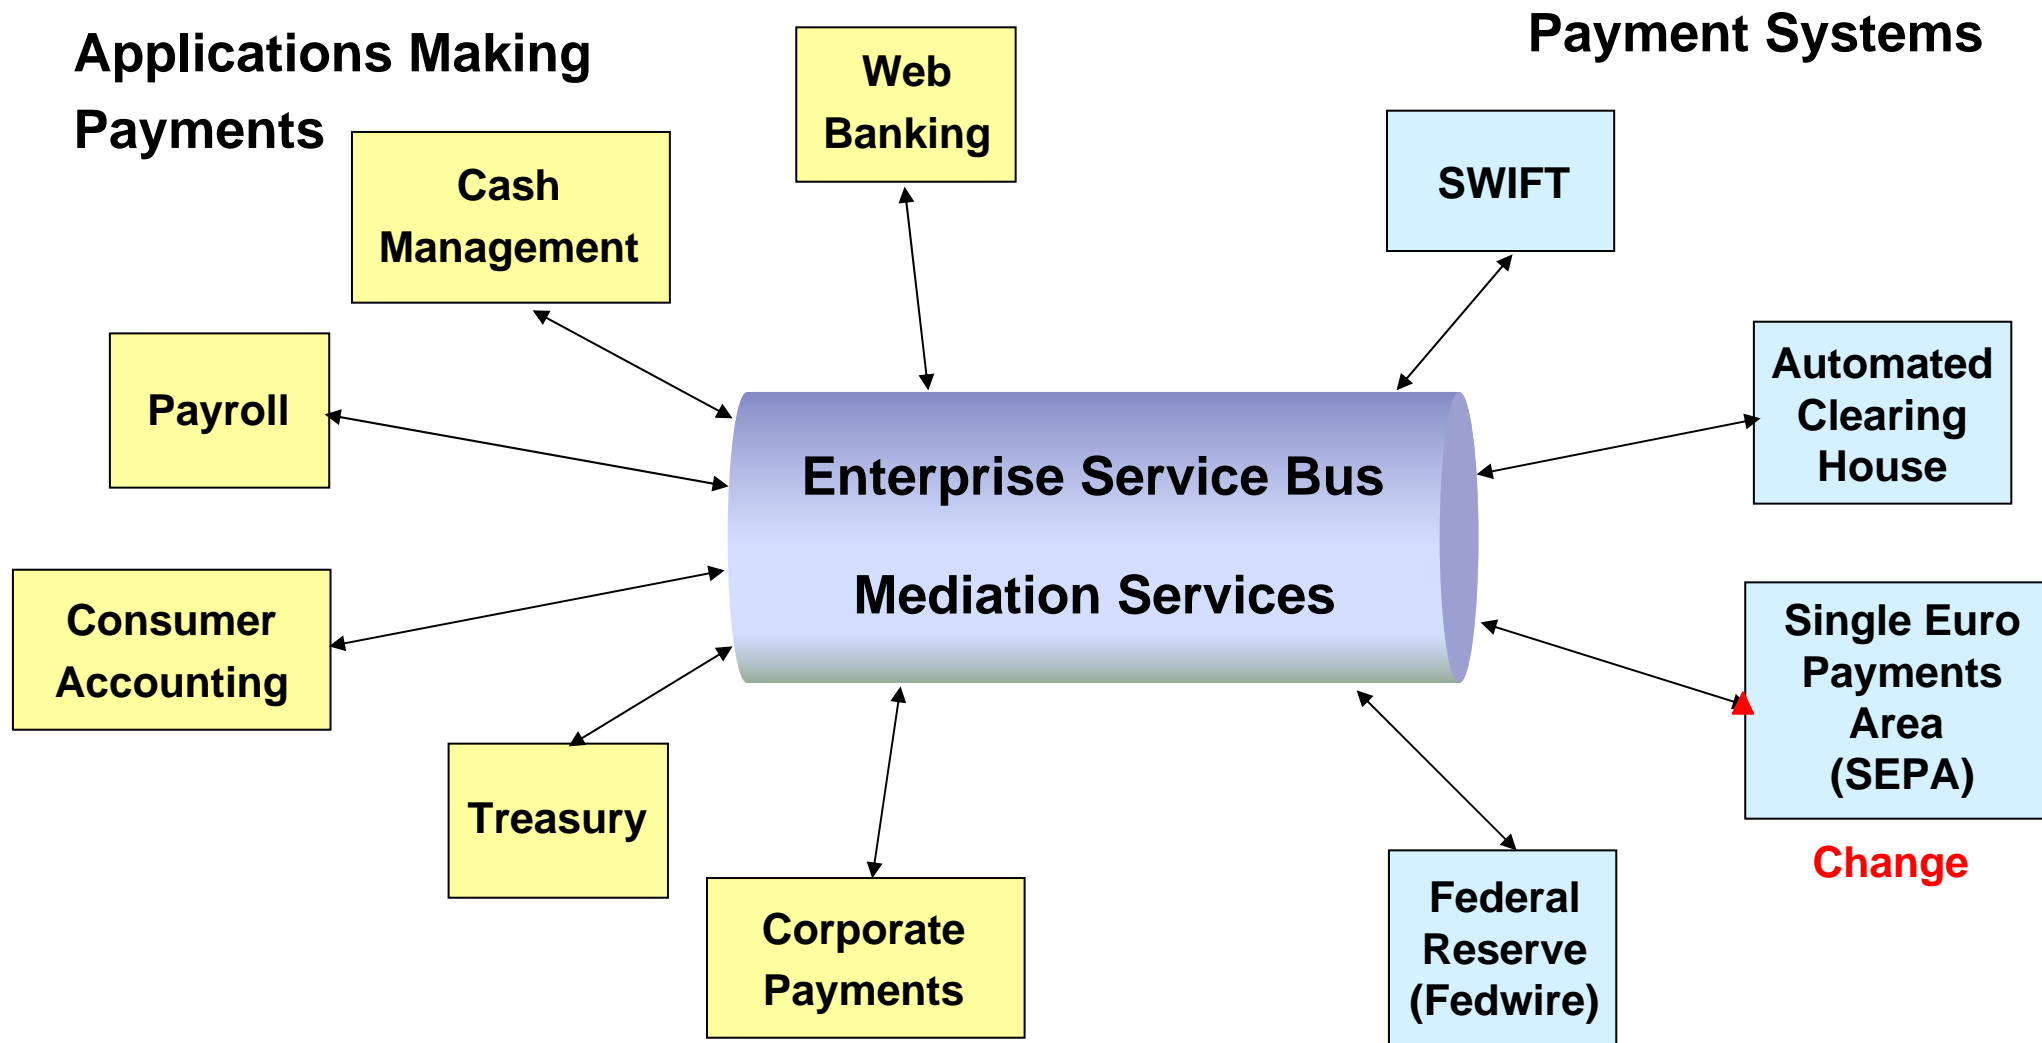 Applications Making
Payments
Payment Systems
Web
Banking
Cash
Management
SWIFT
Payroll
Automated
Clearing
House
Enterprise Service Bus
Mediation Services
Consumer
Accounting
Single Euro
Payments
Area
(SEPA)
Change
Treasury
Corporate
Payments
Federal
Reserve
(Fedwire)